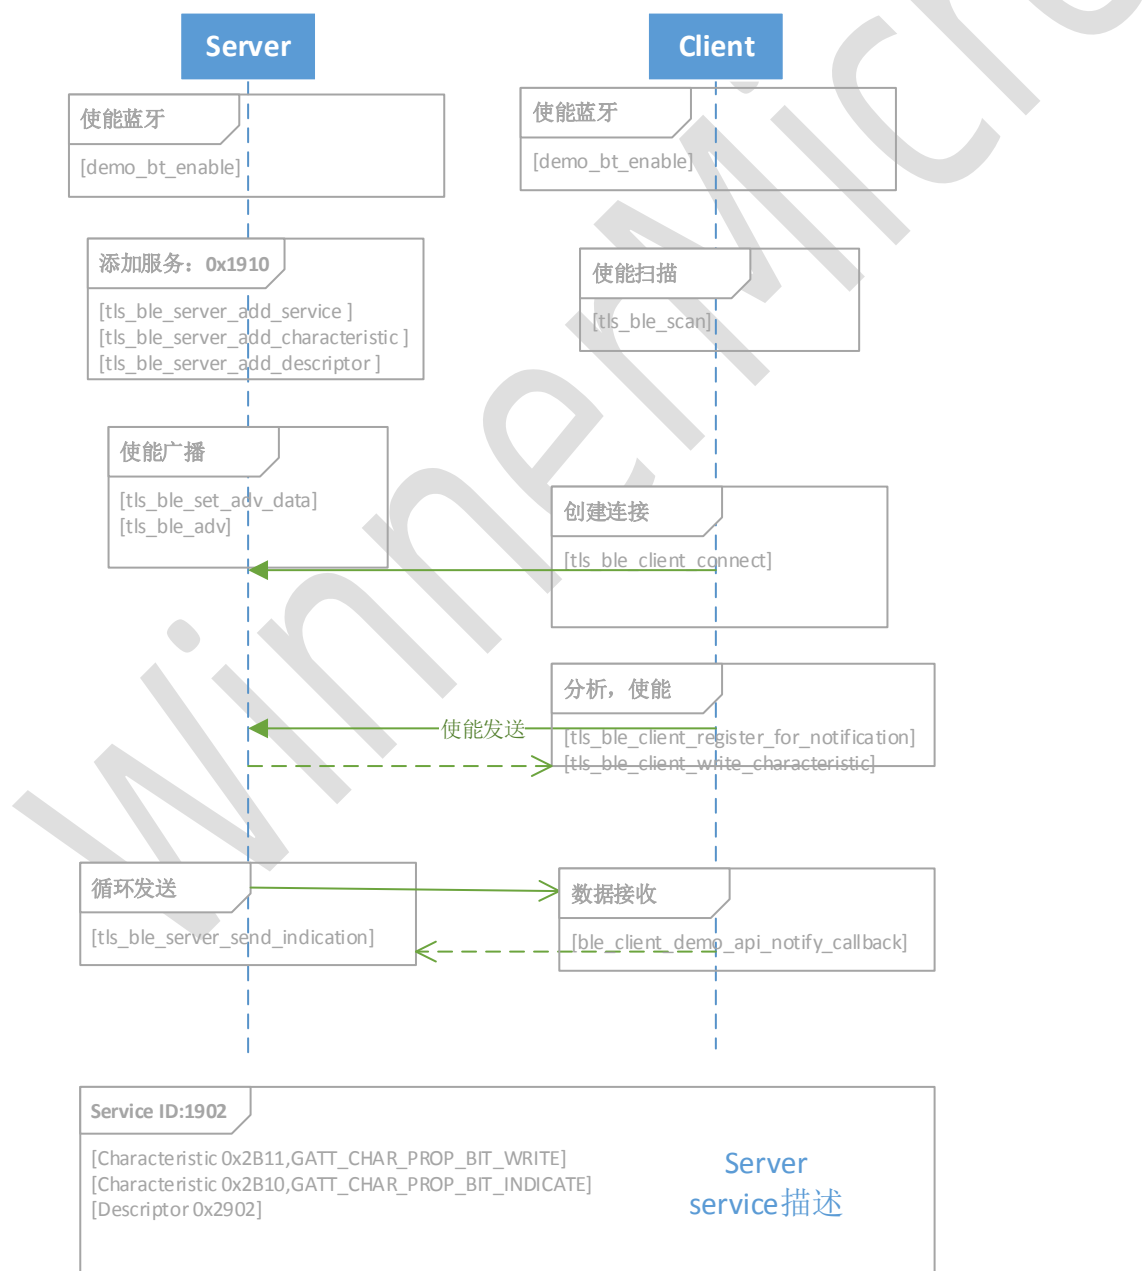 Server
Client
使能蓝牙
[demo_bt_enable]
使能蓝牙
[demo_bt_enable]
添加服务：0x1910
[tls_ble_server_add_service ]
[tls_ble_server_add_characteristic ]
[tls_ble_server_add_descriptor ]
使能扫描
[tls_ble_scan]
使能广播
[tls_ble_set_adv_data]
[tls_ble_adv]
创建连接
[tls_ble_client_connect]
分析，使能
使能发送
[tls_ble_client_register_for_notification]
[tls_ble_client_write_characteristic]
循环发送
[tls_ble_server_send_indication]
数据接收
[ble_client_demo_api_notify_callback]
Service ID:1902
[Characteristic 0x2B11,GATT_CHAR_PROP_BIT_WRITE]
[Characteristic 0x2B10,GATT_CHAR_PROP_BIT_INDICATE]
[Descriptor 0x2902]
Server
service描述
WinnerMicr